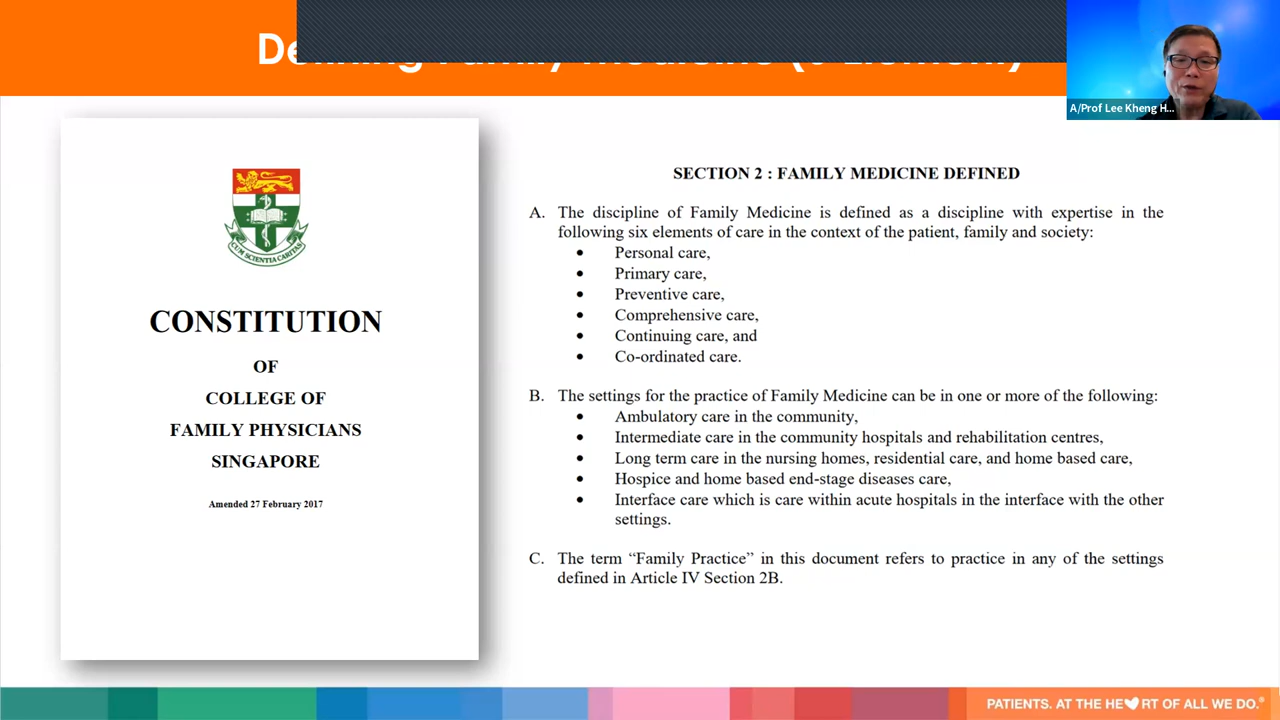 A/Prof Lee Kheng H...
CUM SCIENTIA CARITAS
CONSTITUTION
OF
COLLEGE OF
FAMILY PHYSICIANS
SINGAPORE
Amended 27 February 2017
SECTION 2 : FAMILY MEDICINE DEFINED
A. The discipline of Family Medicine is defined as a discipline with expertise in the
following six elements of care in the context of the patient, family and society:
• Personal care,
• Primary care,
• Preventive care,
• Comprehensive care,
• Continuing care, and
• Co-ordinated care.
B. The settings for the practice of Family Medicine can be in one or more of the following:
• Ambulatory care in the community,
• Intermediate care in the community hospitals and rehabilitation centres,
• Long term care in the nursing homes, residential care, and home based care,
• Hospice and home based end-stage diseases care,
• Interface care which is care within acute hospitals in the interface with the other
settings.
C. The term “Family Practice” in this document refers to practice in any of the settings
defined in Article IV Section 2B.
PATIENTS. AT THE HE♥RT OF ALL WE DO.®